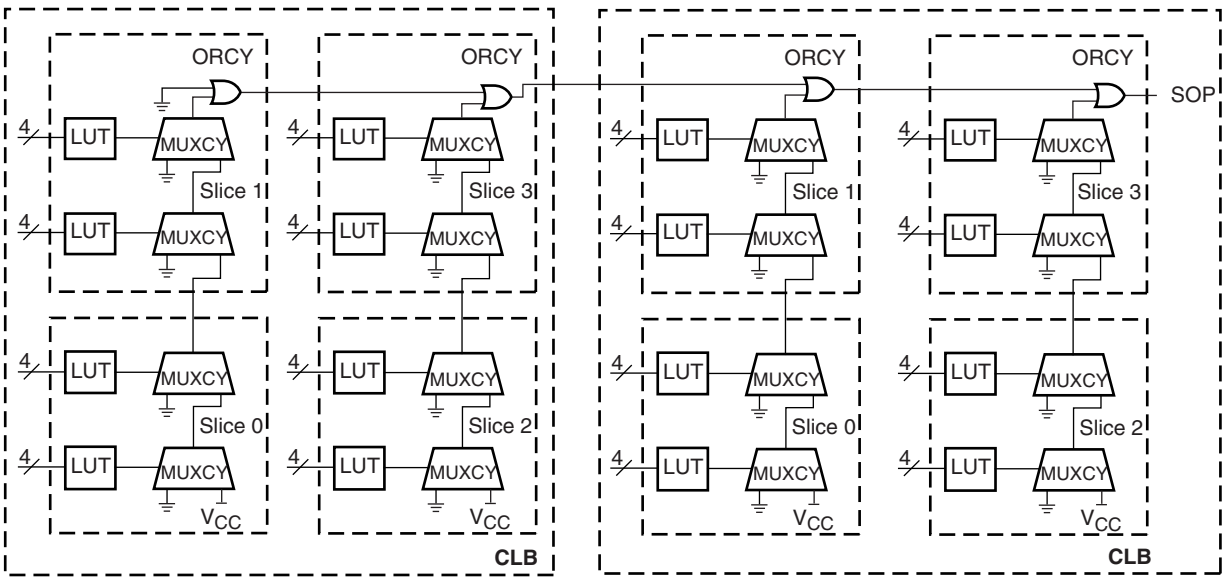 ORCY ORCY ORCY ORCY
SOP
4 LUT MUXCY 4 LUT MUXCY 4 LUT MUXCY 4 LUT MUXCY
Slice 1 Slice 3 Slice 1 Slice 3
4 LUT MUXCY 4 LUT MUXCY 4 LUT MUXCY 4 LUT MUXCY
4 LUT MUXCY 4 LUT MUXCY 4 LUT MUXCY 4 LUT MUXCY
Slice 0 Slice 2 Slice 0 Slice 2
4 LUT MUXCY 4 LUT MUXCY 4 LUT MUXCY 4 LUT MUXCY
VCC VCC VCC VCC
CLB CLB